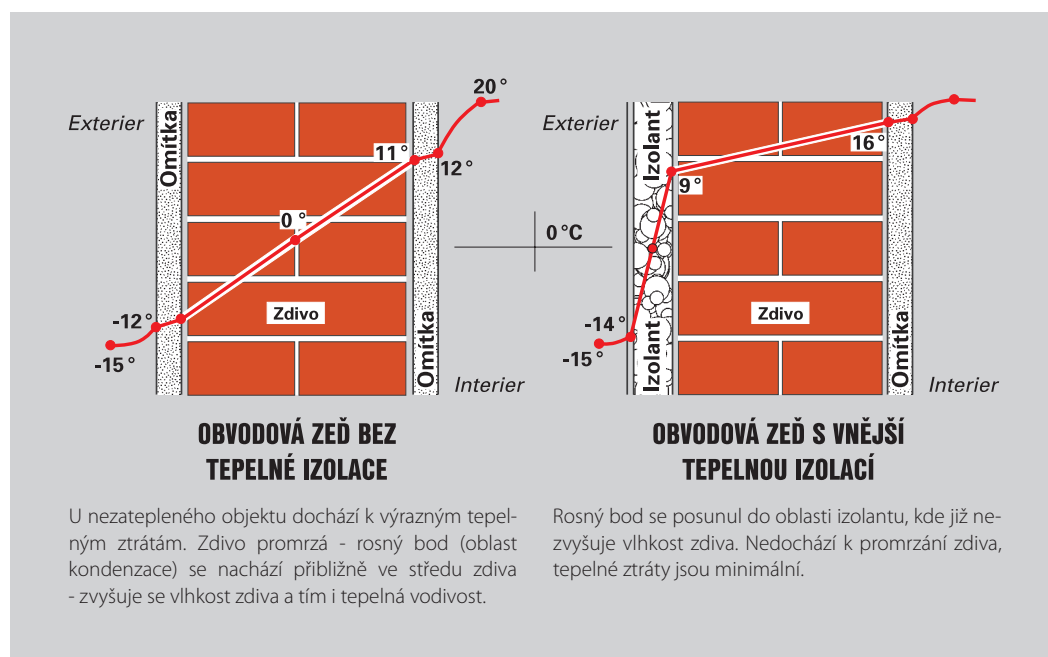 20°
Exterier
Omítka
11°
12°
0°
Zdivo
-12°
-15°
Omítka
Interier
0°C
Exterier
Izolant
16°
9°
Zdivo
-14°
-15°
Izolant
Omítka
Interier
OBVODOVÁ ZEĎ BEZ
TEPELNÉ IZOLACE
U nezatepleného objektu dochází k výrazným tepel-
ným ztrátám. Zdivo promrzá - rosný bod (oblast
kondenzace) se nachází přibližně ve středu zdiva
- zvyšuje se vlhkost zdiva a tím i tepelná vodivost.
OBVODOVÁ ZEĎ S VNĚJŠÍ
TEPELNOU IZOLACÍ
Rosný bod se posunul do oblasti izolantu, kde již ne-
zvyšuje vlhkost zdiva. Nedochází k promrzání zdiva,
tepelné ztráty jsou minimální.